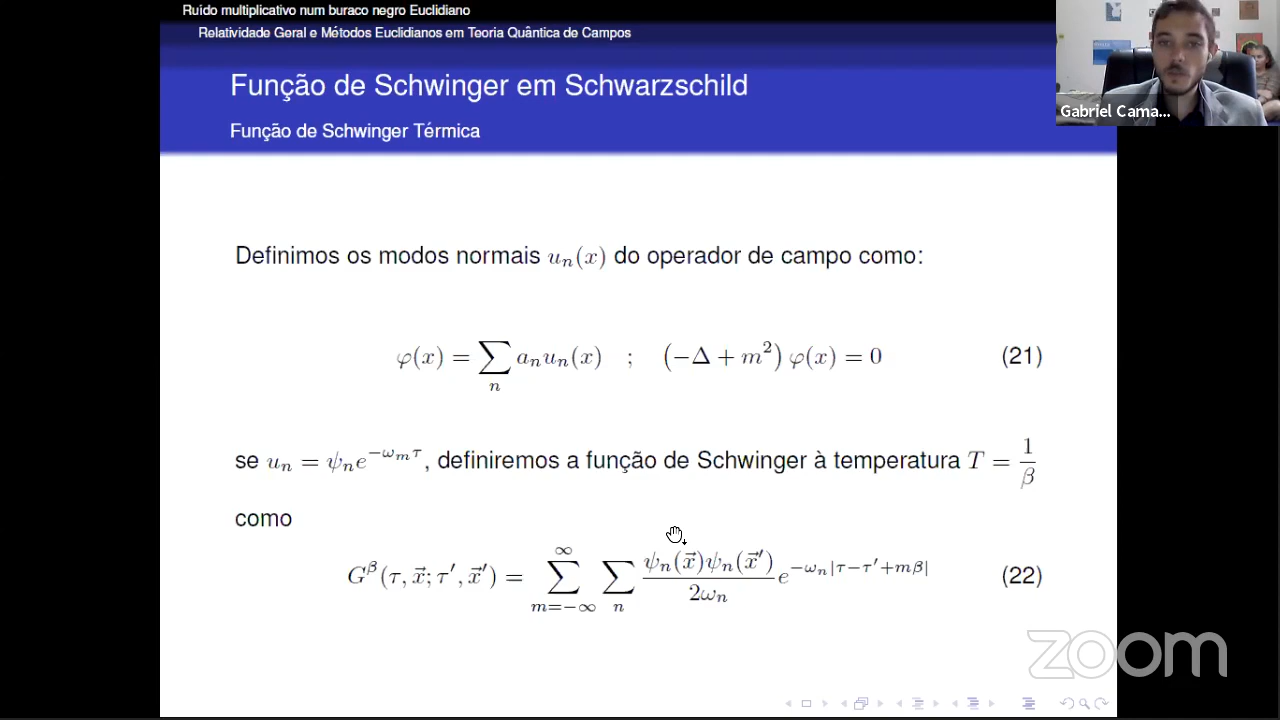 Ruído multiplicativo num buraco negro Euclidiano
Relatividade Geral e Métodos Euclidianos em Teoria Quântica de Campos
Função de Schwinger em Schwarzschild
Função de Schwinger Térmica
Gabriel Cama...
Definimos os modos normais u_n(x) do operador de campo como:
φ(x) = ∑_n a_n u_n(x) ; (−Δ + m²) φ(x) = 0 (21)
se u_n = ψ_n e^{−ω_m τ}, definiremos a função de Schwinger à temperatura T = 1/β
como
G^β(τ, x⃗; τ′, x⃗′) = ∑_{m=−∞}^{∞} ∑_n ψ_n(x⃗)ψ_n(x⃗′)/2ω_n e^{−ω_n|τ−τ′+mβ|} (22)
zoom